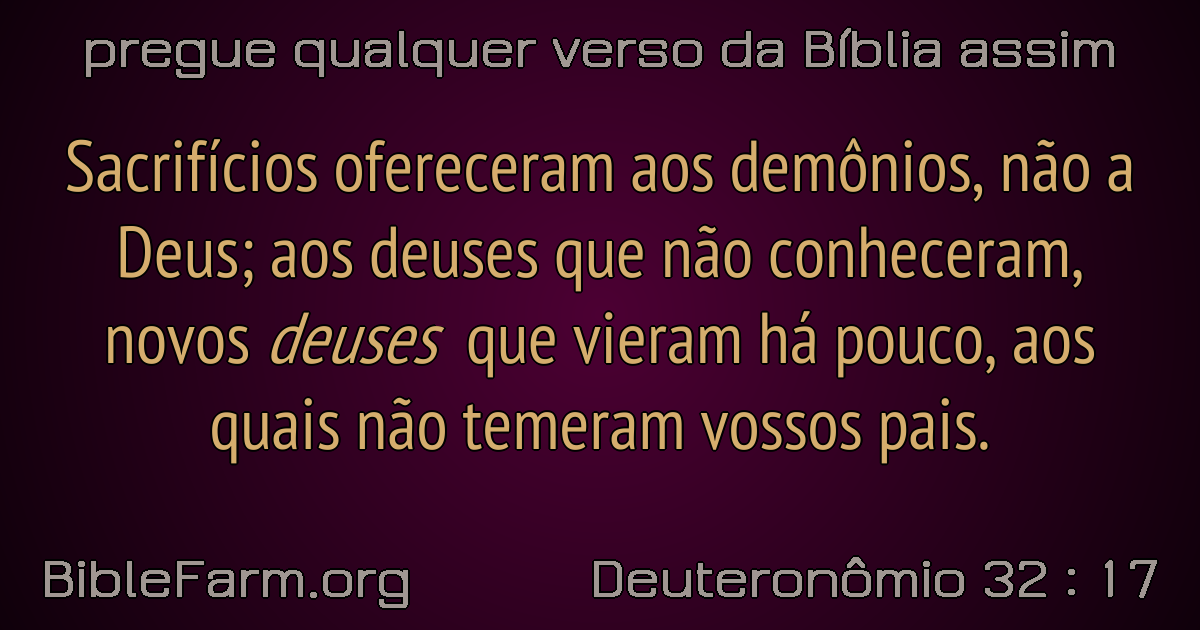 pregue qualquer verso da Bíblia assim
Sacrifícios ofereceram aos demônios, não a
Deus; aos deuses que não conheceram,
novos deuses que vieram há pouco, aos
quais não temeram vossos pais.
BibleFarm.org
Deuteronômio 32 : 17